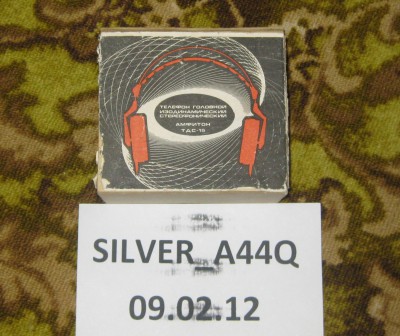 ТЕЛЕФОН ГОЛОВНОЙ
ИЗОДИНАМИЧЕСКИЙ
СТЕРЕОФОНИЧЕСКИЙ
АМФИТОН
ТДС-15
SILVER_A44Q
09.02.12